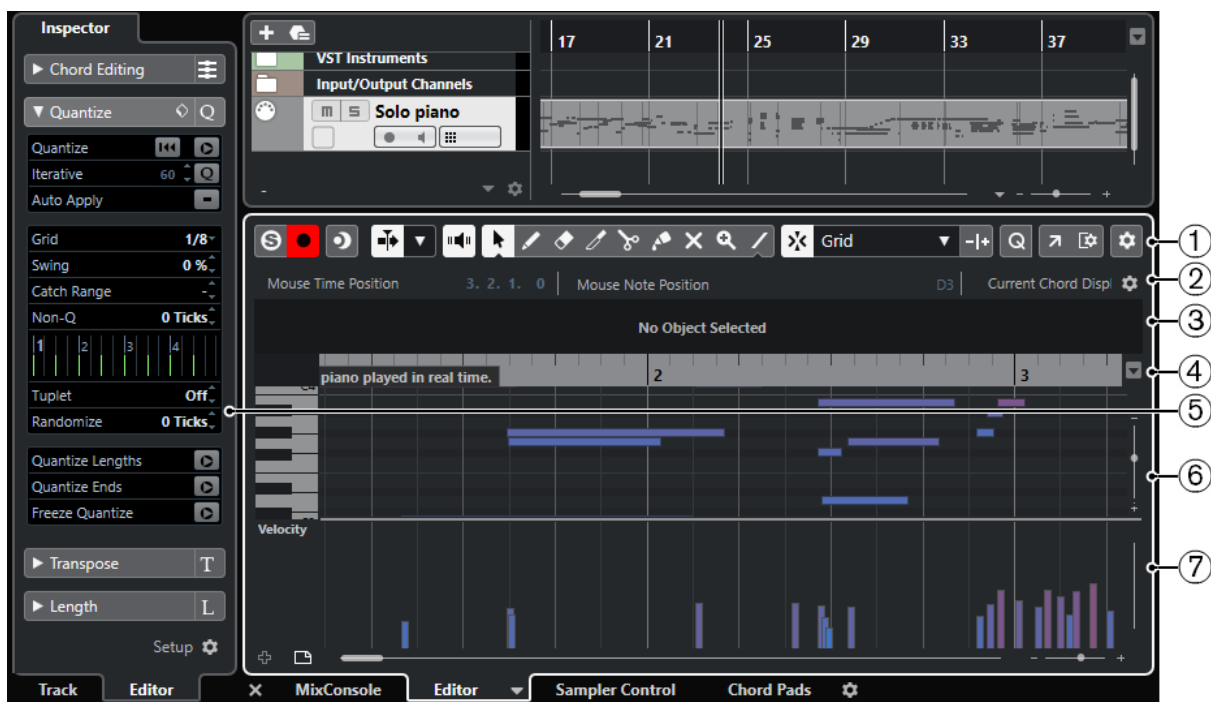 Inspector
Chord Editing
Quantize Q
Quantize
Iterative 60 Q
Auto Apply
Grid 1/8
Swing 0 %
Catch Range -
Non-Q 0 Ticks
1 2 3 4
Tuplet Off
Randomize 0 Ticks
Quantize Lengths
Quantize Ends
Freeze Quantize
Transpose T
Length L
Setup
Track Editor
17 21 25 29 33 37
VST Instruments
Input/Output Channels
m S Solo piano
-
S Grid Q
Mouse Time Position 3. 2. 1. 0 Mouse Note Position D3 Current Chord Displ
No Object Selected
2 3
piano played in real time.
C4
Velocity
MixConsole Editor Sampler Control Chord Pads
1
2
3
4
5
6
7